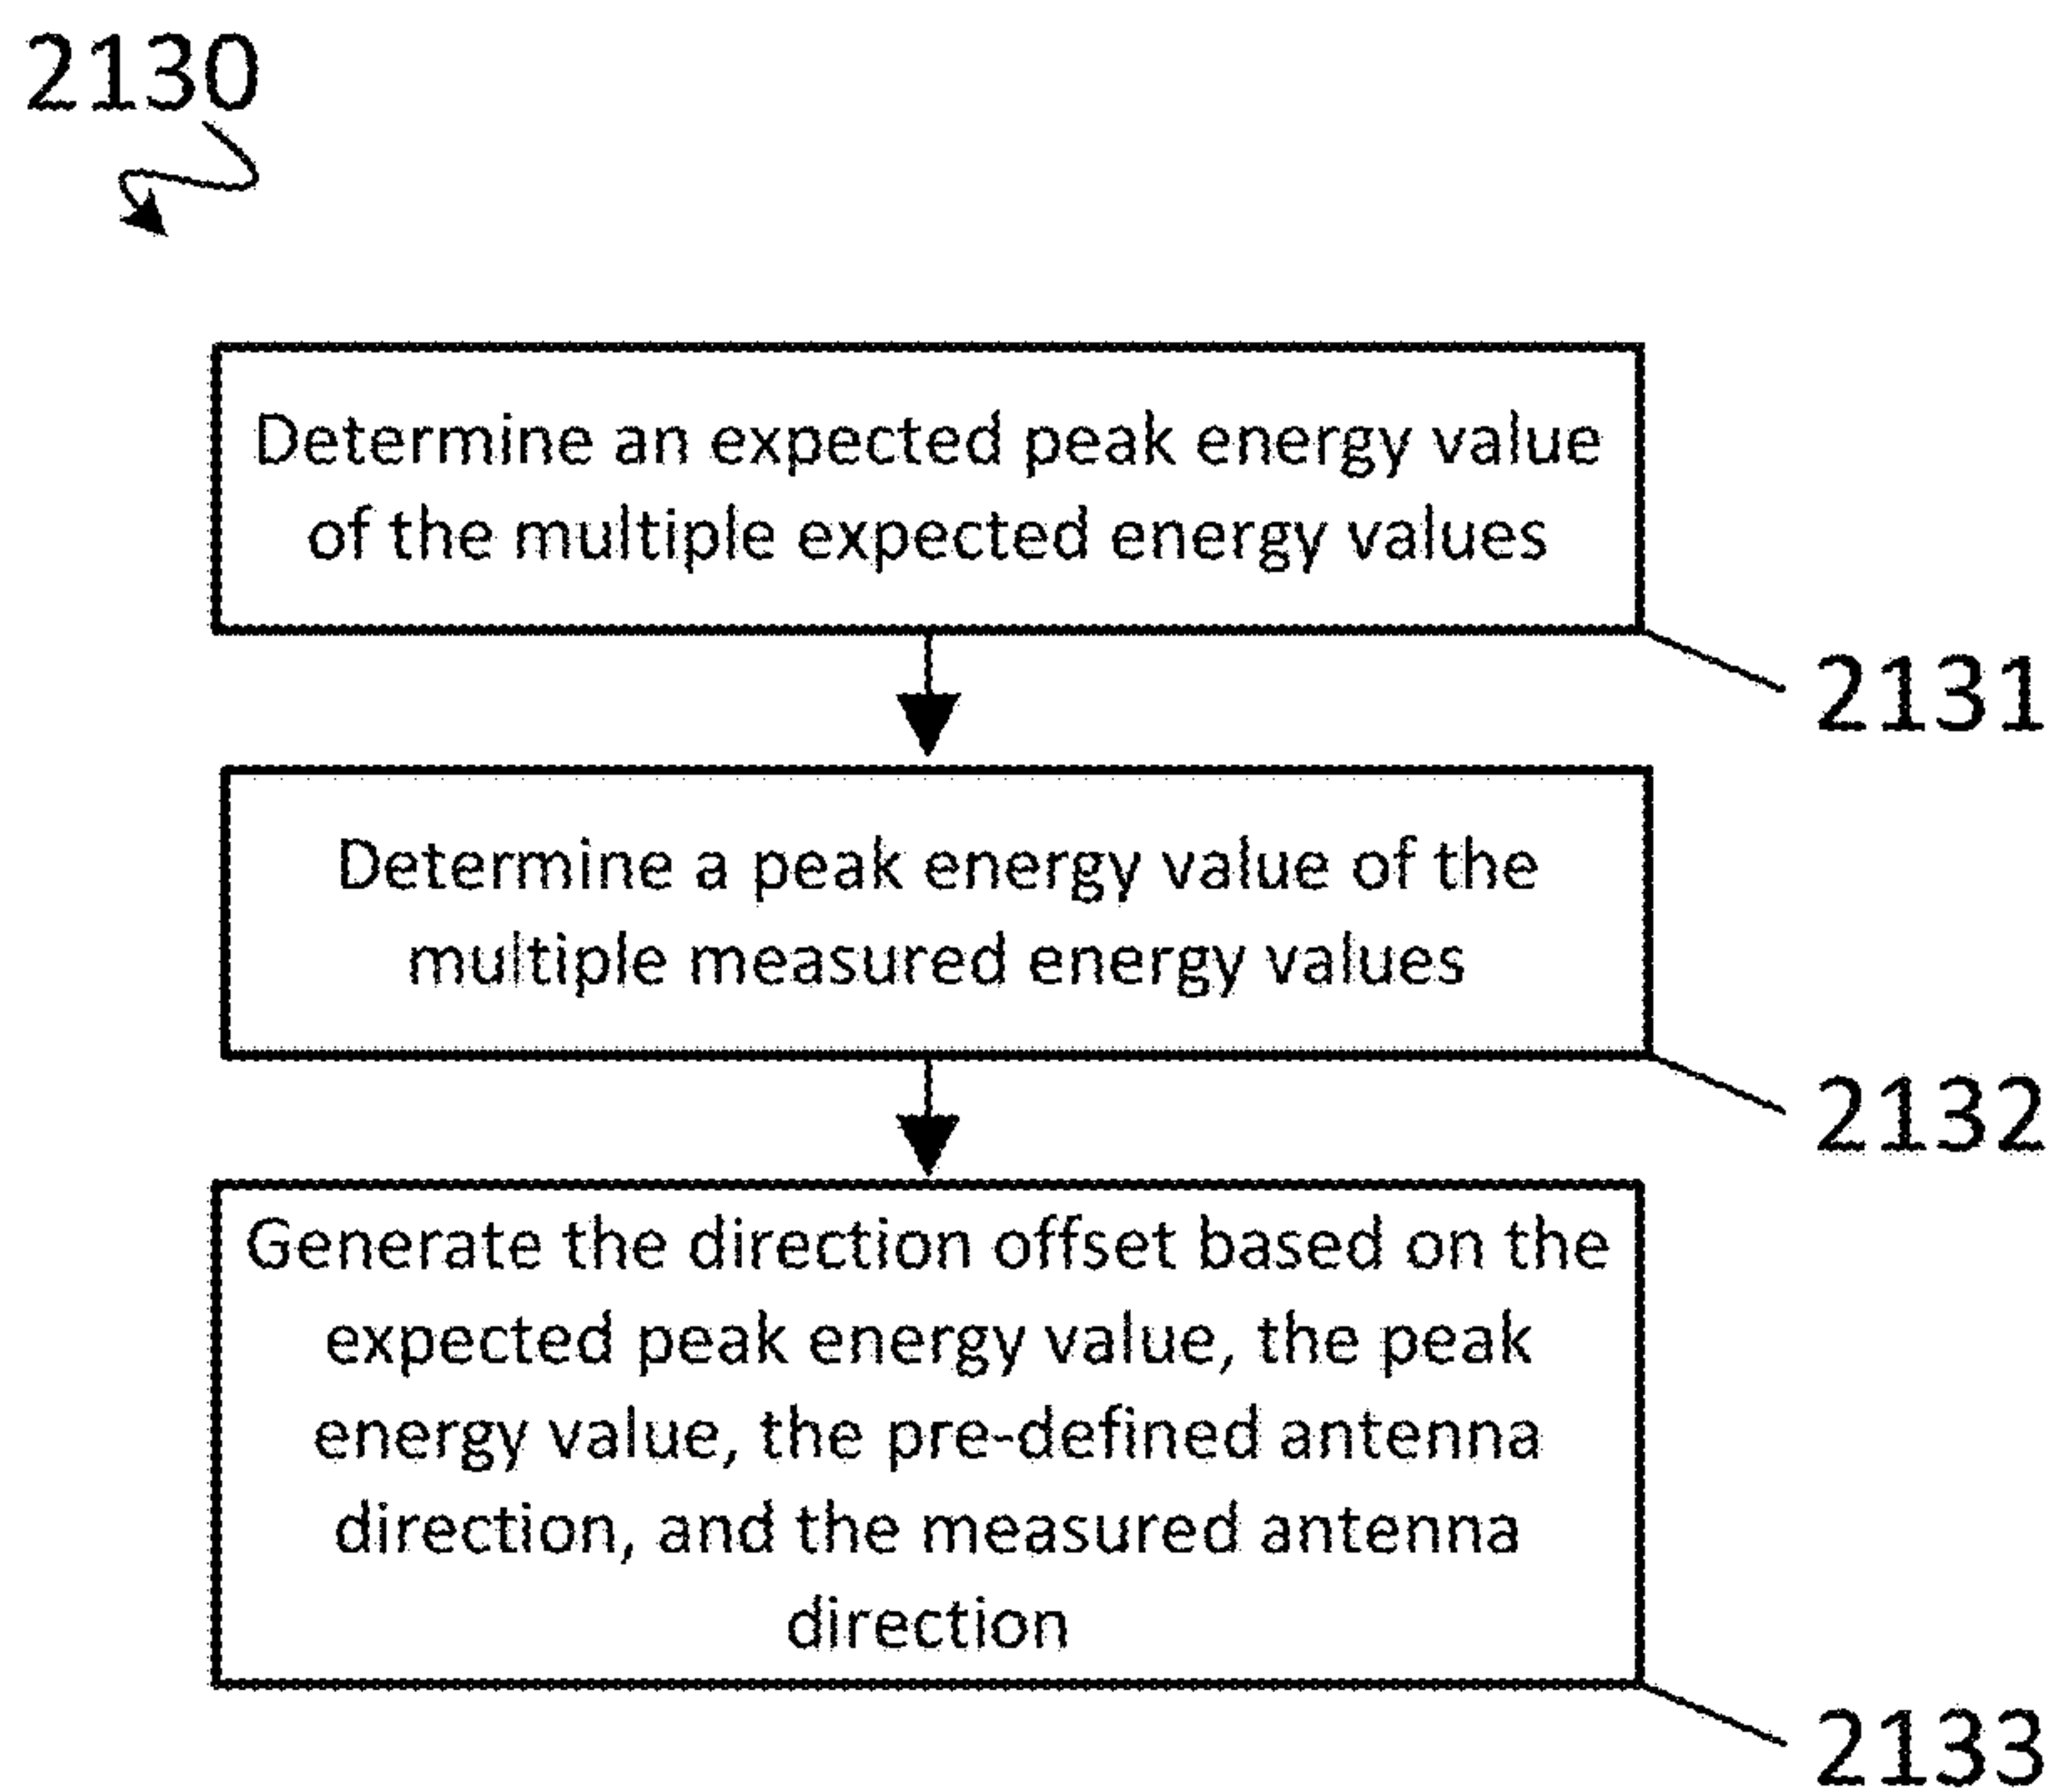 2130
Determine an expected peak energy value
of the multiple expected energy values
2131
Determine a peak energy value of the
multiple measured energy values
2132
Generate the direction offset based on the
expected peak energy value, the peak
energy value, the pre-defined antenna
direction, and the measured antenna
direction
2133